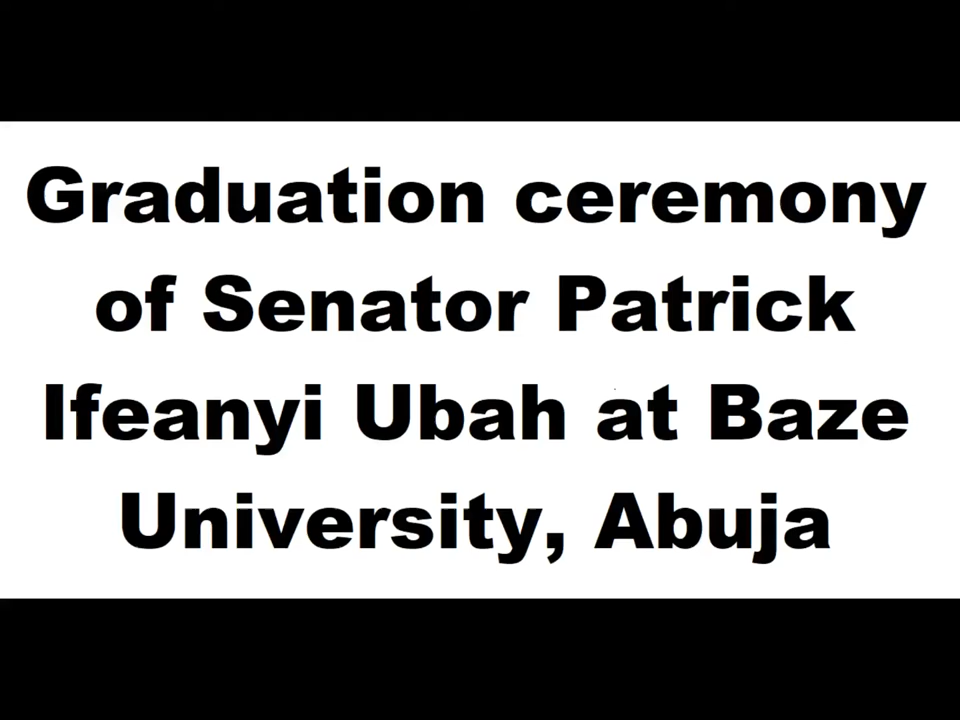 Graduation ceremony
of Senator Patrick
Ifeanyi Ubah at Baze
University, Abuja